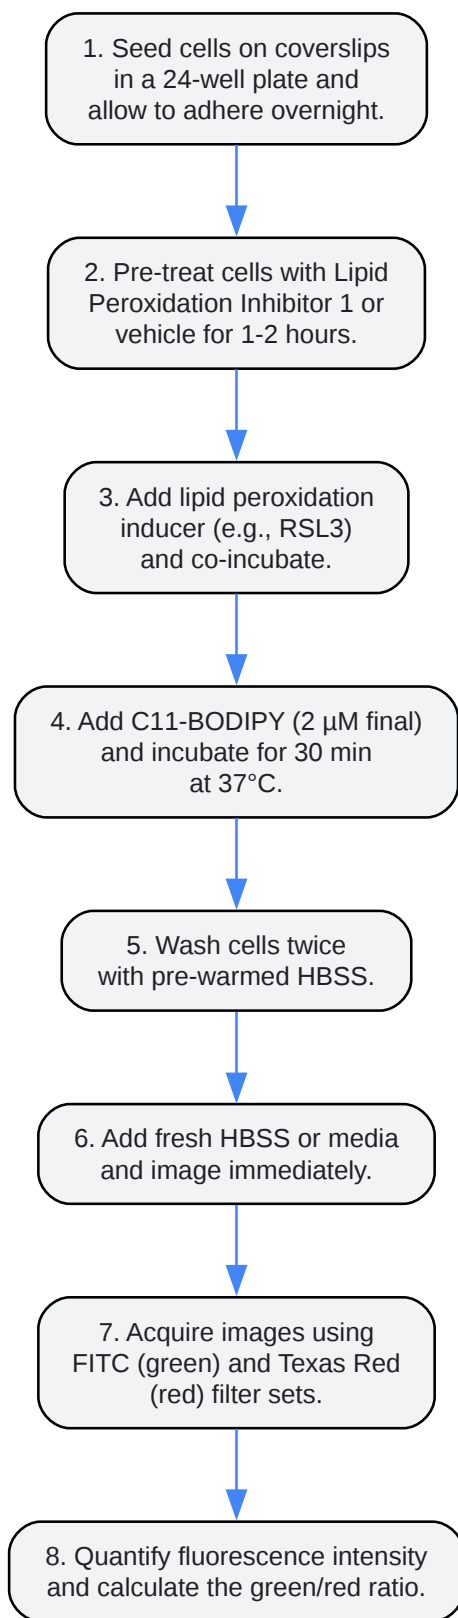 1. Seed cells on coverslips
in a 24-well plate and
allow to adhere overnight.
2. Pre-treat cells with Lipid
Peroxidation Inhibitor 1 or
vehicle for 1-2 hours.
3. Add lipid peroxidation
inducer (e.g., RSL3)
and co-incubate.
4. Add C11-BODIPY (2 µM final)
and incubate for 30 min
at 37°C.
5. Wash cells twice
with pre-warmed HBSS.
6. Add fresh HBSS or media
and image immediately.
7. Acquire images using
FITC (green) and Texas Red
(red) filter sets.
8. Quantify fluorescence intensity
and calculate the green/red ratio.